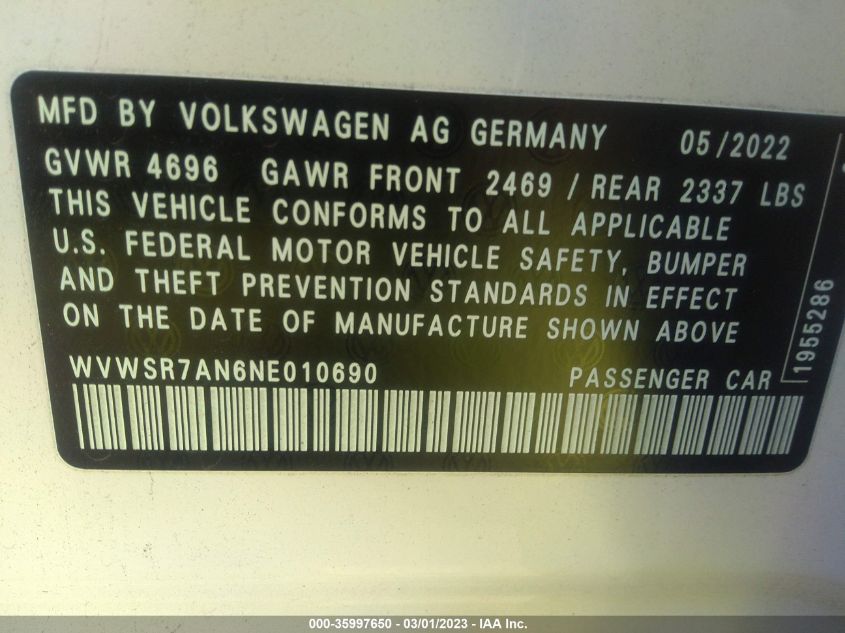 MFD BY VOLKSWAGEN AG GERMANY 05/2022
GVWR 4696 GAWR FRONT 2469 / REAR 2337 LBS
THIS VEHICLE CONFORMS TO ALL APPLICABLE
U.S. FEDERAL MOTOR VEHICLE SAFETY, BUMPER
AND THEFT PREVENTION STANDARDS IN EFFECT
ON THE DATE OF MANUFACTURE SHOWN ABOVE
WVWSR7AN6NE010690 PASSENGER CAR
1955286
000-35997650 - 03/01/2023 - IAA Inc.